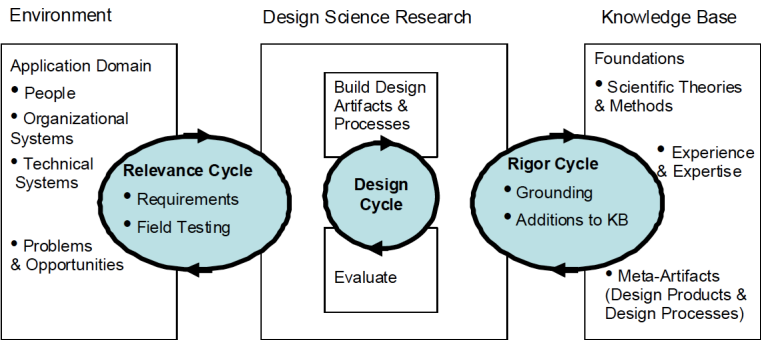 Environment
Design Science Research
Knowledge Base
Application Domain
• People
• Organizational
Systems
• Technical
Systems
• Problems
& Opportunities
Relevance Cycle
• Requirements
• Field Testing
Build Design
Artifacts &
Processes
Design
Cycle
Evaluate
Rigor Cycle
• Grounding
• Additions to KB
Foundations
• Scientific Theories
& Methods
• Experience
& Expertise
• Meta-Artifacts
(Design Products &
Design Processes)